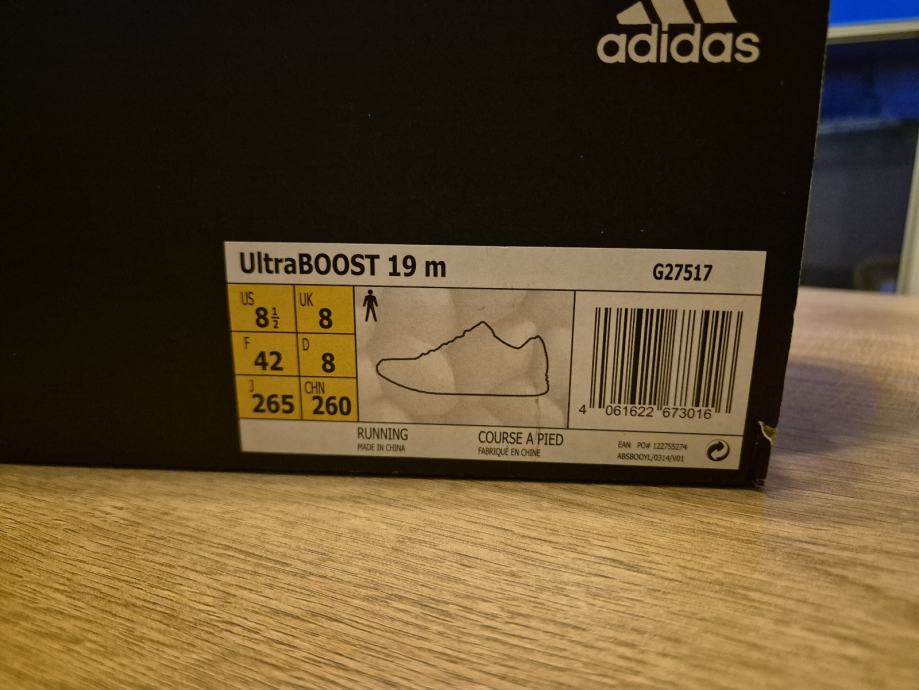 adidas
UltraBOOST 19 m
G27517
US 8½
UK 8
F 42
D 8
J 265
CHN 260
4 061622 673016
RUNNING
MADE IN CHINA
COURSE A PIED
FABRIQUÉ EN CHINE
EAN PO# 122755274
ABSBOOYL/0314/V01